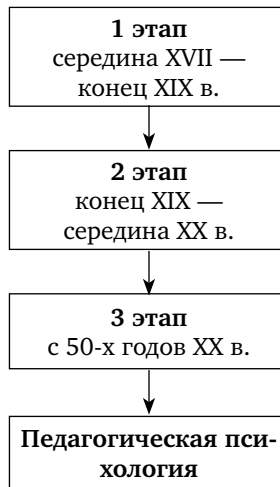 1 этап
середина XVII —
конец XIX в.
2 этап
конец XIX —
середина XX в.
3 этап
с 50-х годов XX в.
Педагогическая пси-
хология